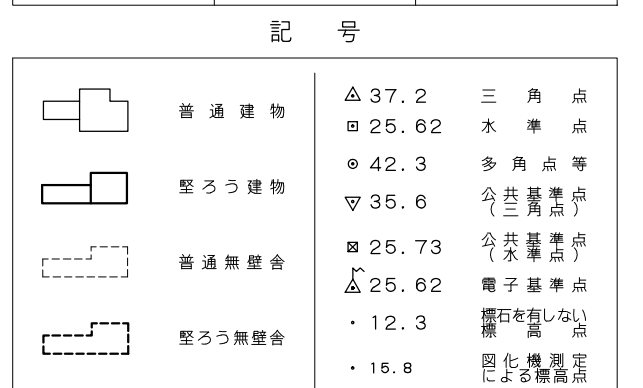 記 号
普通建物
堅ろう建物
普通無壁舎
堅ろう無壁舎
37.2 三角点
25.62 水準点
42.3 多角点等
35.6 公共基準点
(三角点)
25.73 公共基準点
(水準点)
25.62 電子基準点
12.3 標石を有しない
標高点
15.8 図化機測定
による標高点